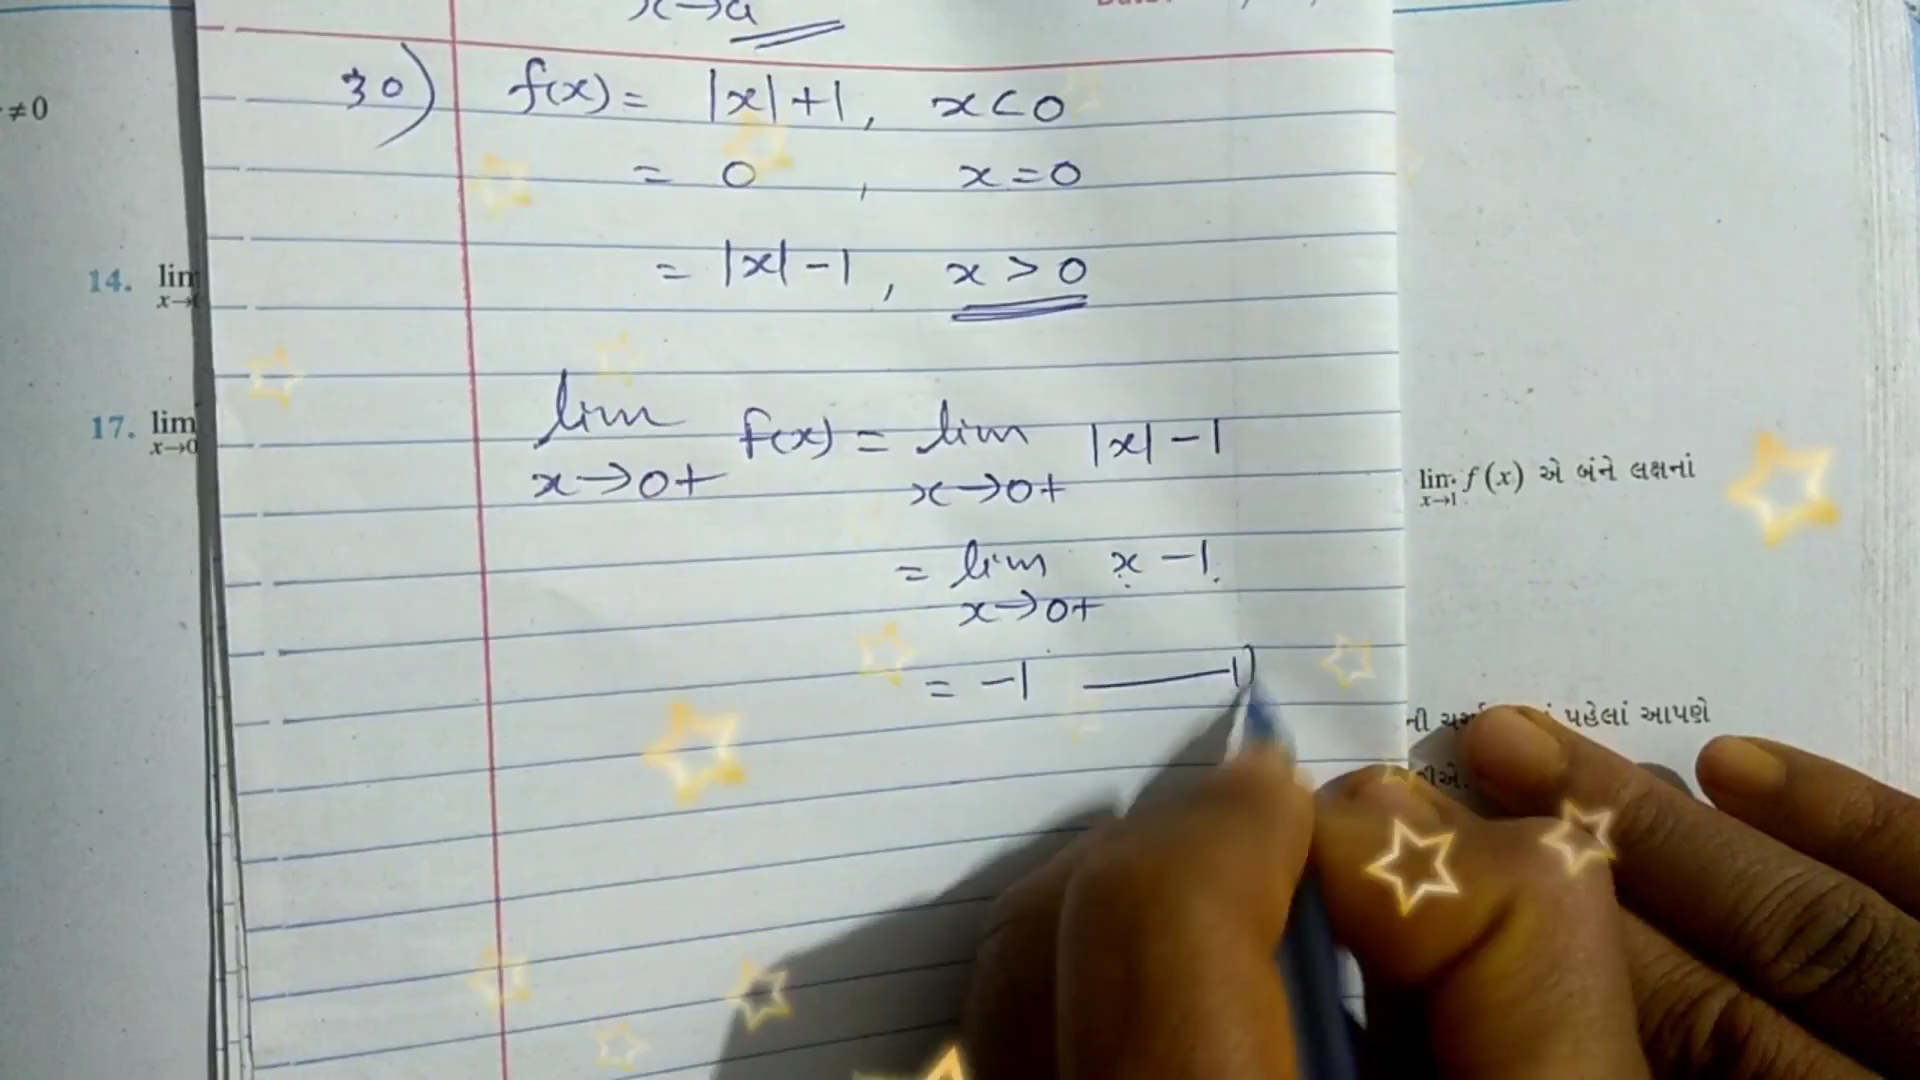 x→a
30) f(x) = |x|+1, x<0
= 0 , x=0
= |x|-1, x>0
lim f(x) = lim |x|-1
x→0+ x→0+
= lim x-1
x→0+
= -1 ——— 1)
≠0
14. lim
x→
17. lim
x→0
lim f(x) એ બંને લક્ષનાં
x→1
ની પહેલાં આપણે